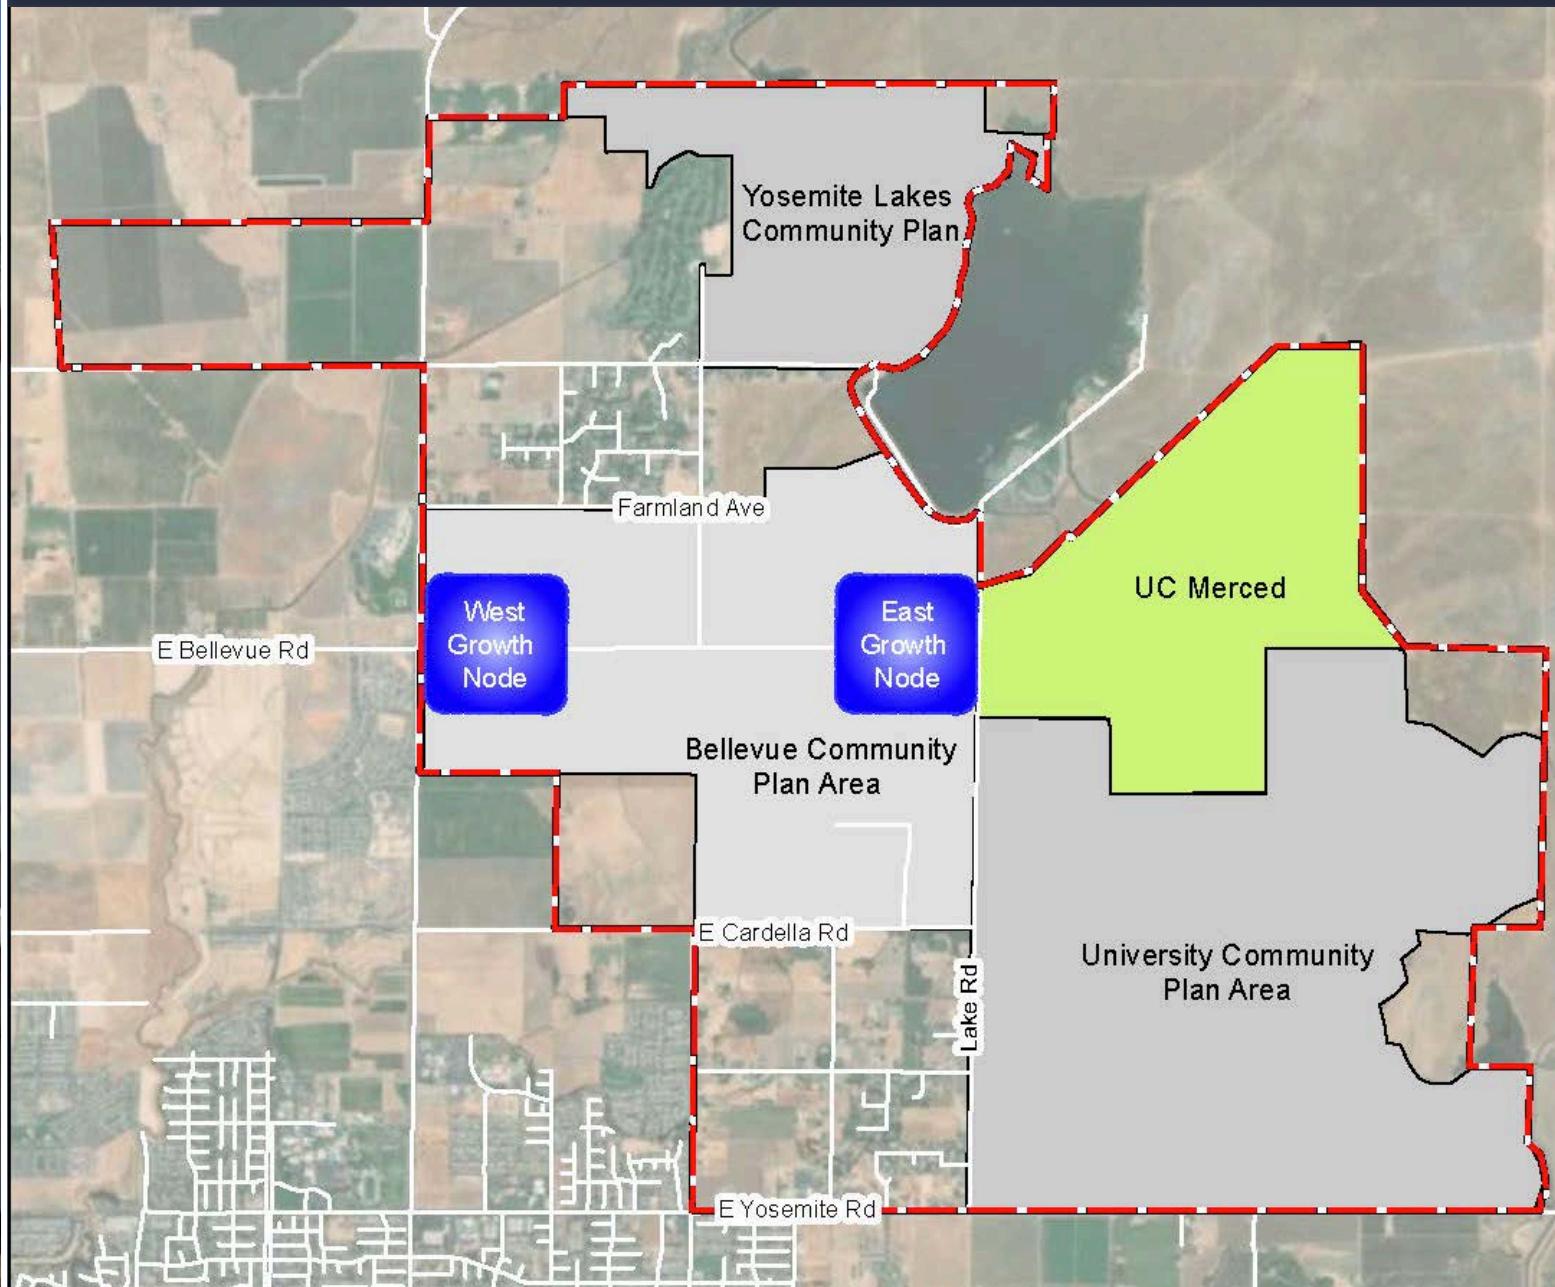 Yosemite Lakes
Community Plan
Farmland Ave
UC Merced
West
Growth
Node
East
Growth
Node
E Bellevue Rd
Bellevue Community
Plan Area
E Cardella Rd
University Community
Plan Area
Lake Rd
E Yosemite Rd